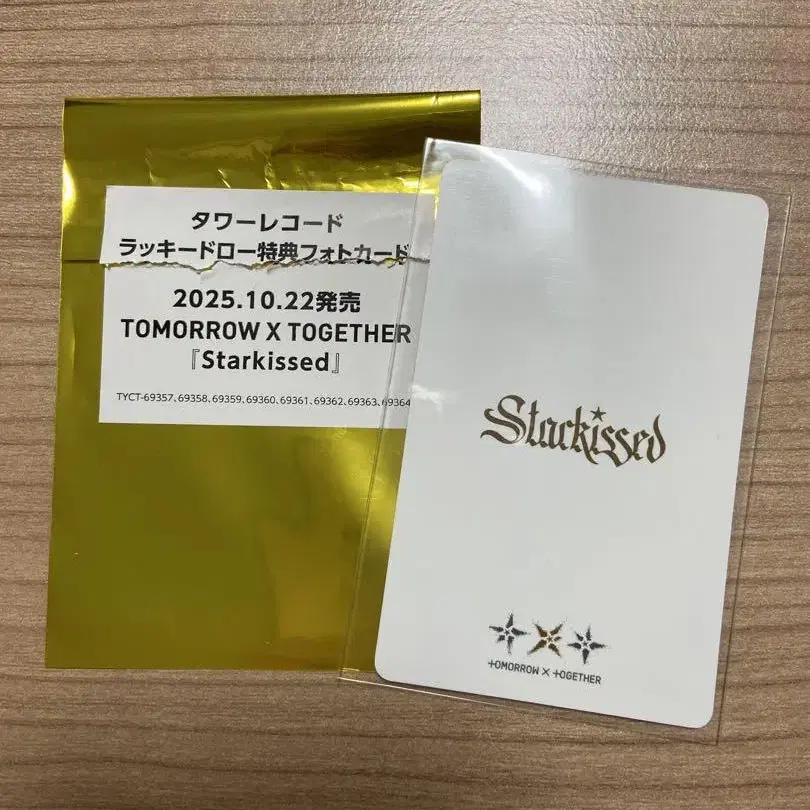 タワーレコード
ラッキードロー特典フォトカード
2025.10.22発売
TOMORROW X TOGETHER
『Starkissed』
TYCT-69357、69358、69359、69360、69361、69362、69363、69364
Starkissed
TOMORROW X TOGETHER